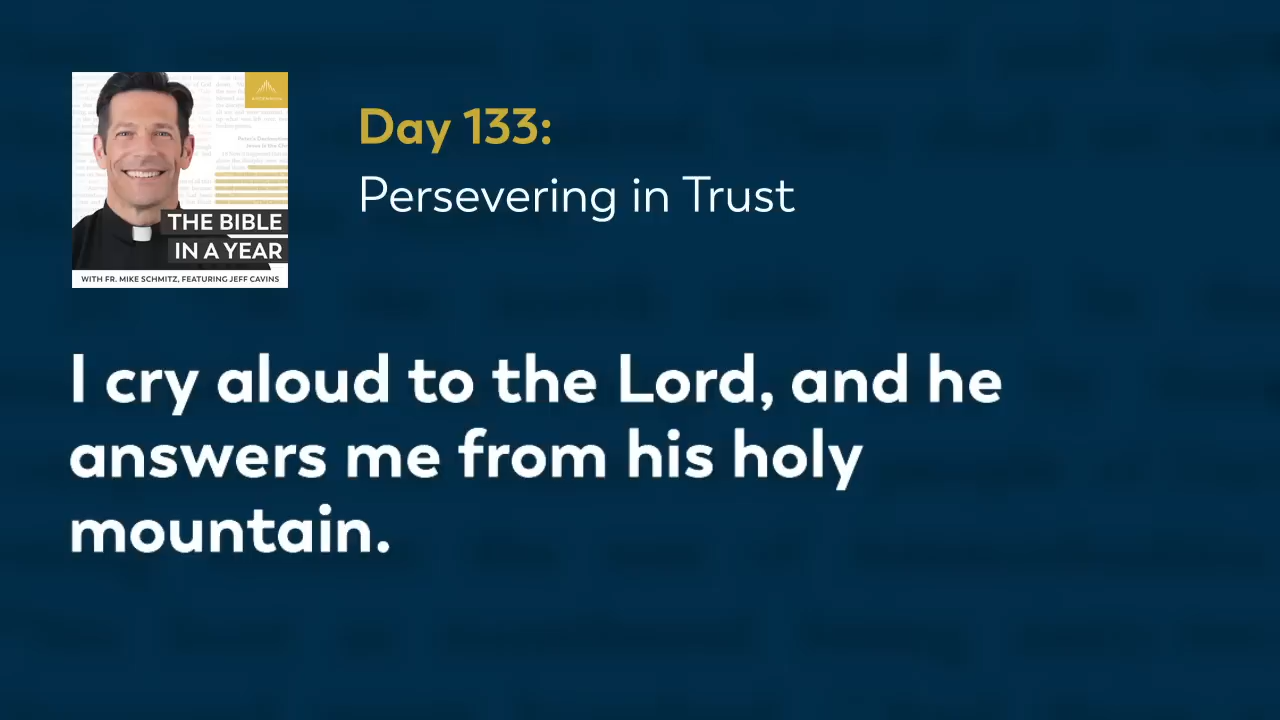 Day 133:
Persevering in Trust
THE BIBLE
IN A YEAR
WITH FR. MIKE SCHMITZ, FEATURING JEFF CAVINS
I cry aloud to the Lord, and he
answers me from his holy
mountain.